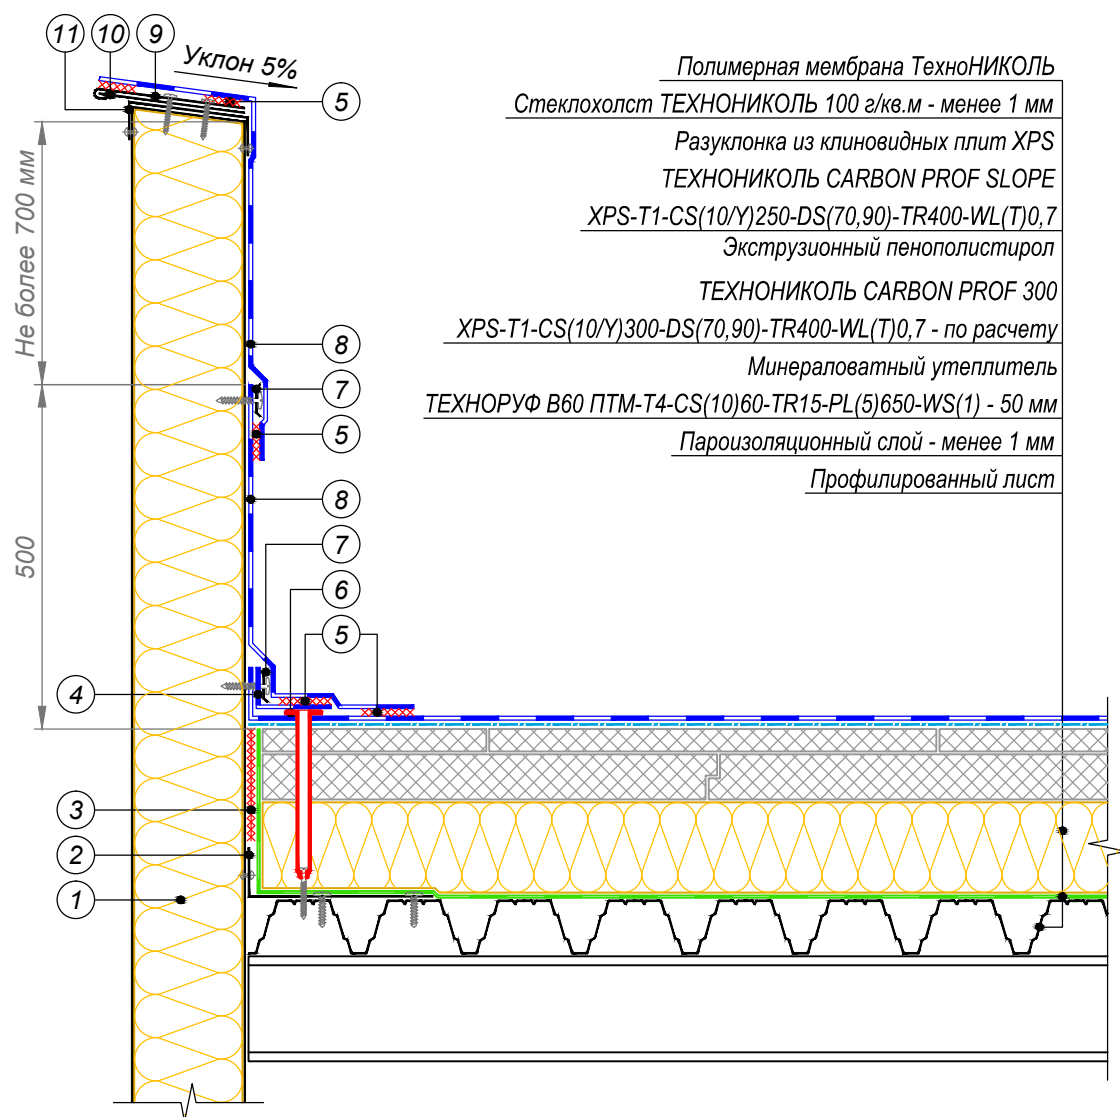 11 10 9
Уклон 5%
5
Полимерная мембрана ТехноНИКОЛЬ
Стеклохолст ТЕХНОНИКОЛЬ 100 г/кв.м - менее 1 мм
Разуклонка из клиновидных плит XPS
ТЕХНОНИКОЛЬ CARBON PROF SLOPE
XPS-T1-CS(10/Y)250-DS(70,90)-TR400-WL(T)0,7
Экструзионный пенополистирол
ТЕХНОНИКОЛЬ CARBON PROF 300
XPS-T1-CS(10/Y)300-DS(70,90)-TR400-WL(T)0,7 - по расчету
Минераловатный утеплитель
ТЕХНОРУФ В60 ПТМ-Т4-CS(10)60-TR15-PL(5)650-WS(1) - 50 мм
Пароизоляционный слой - менее 1 мм
Профилированный лист
Не более 700 мм
500
8
7
5
8
7
6
5
4
3
2
1